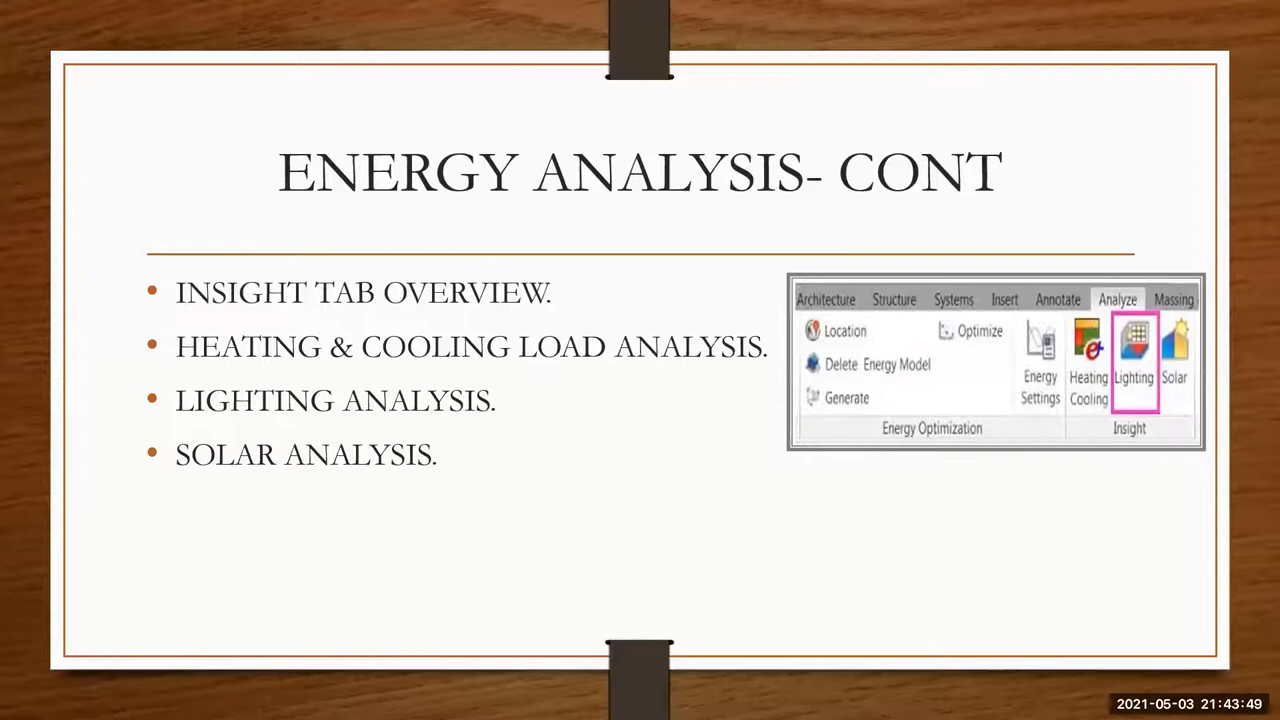 ENERGY ANALYSIS- CONT
• INSIGHT TAB OVERVIEW.
• HEATING & COOLING LOAD ANALYSIS.
• LIGHTING ANALYSIS.
• SOLAR ANALYSIS.
Architecture Structure Systems Insert Annotate Analyze Massing
Location Optimize
Delete Energy Model
Generate
Energy Settings
Heating Cooling
Lighting
Solar
Energy Optimization
Insight
2021-05-03 21:43:49